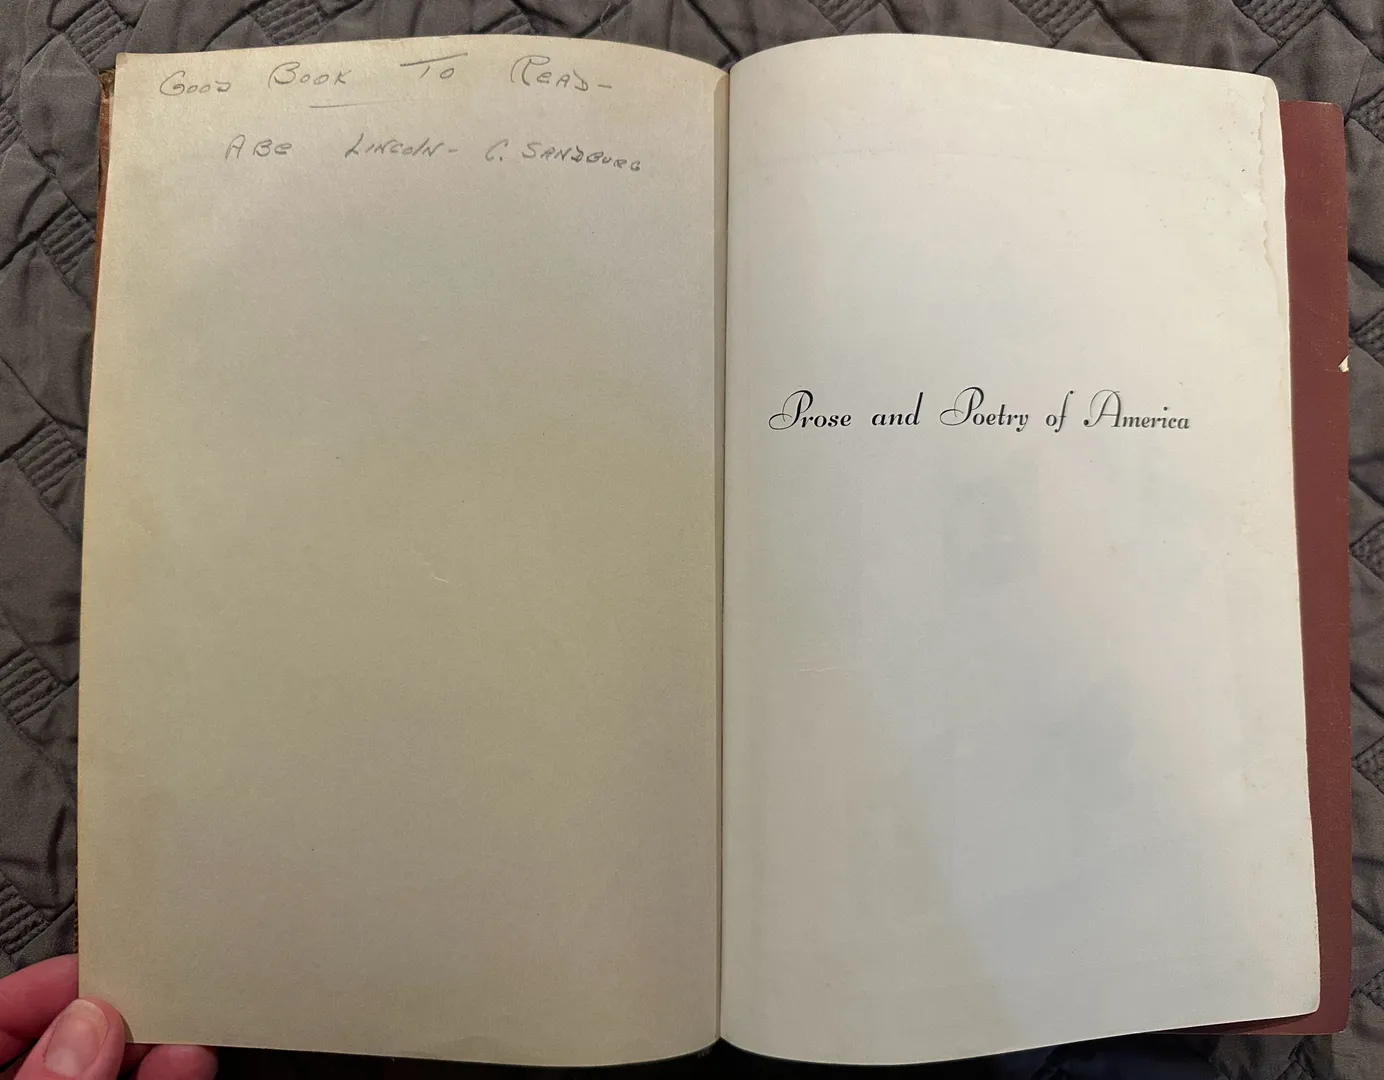 Good Book To Read-
Abe Lincoln- C. Sandburg
Prose and Poetry of America